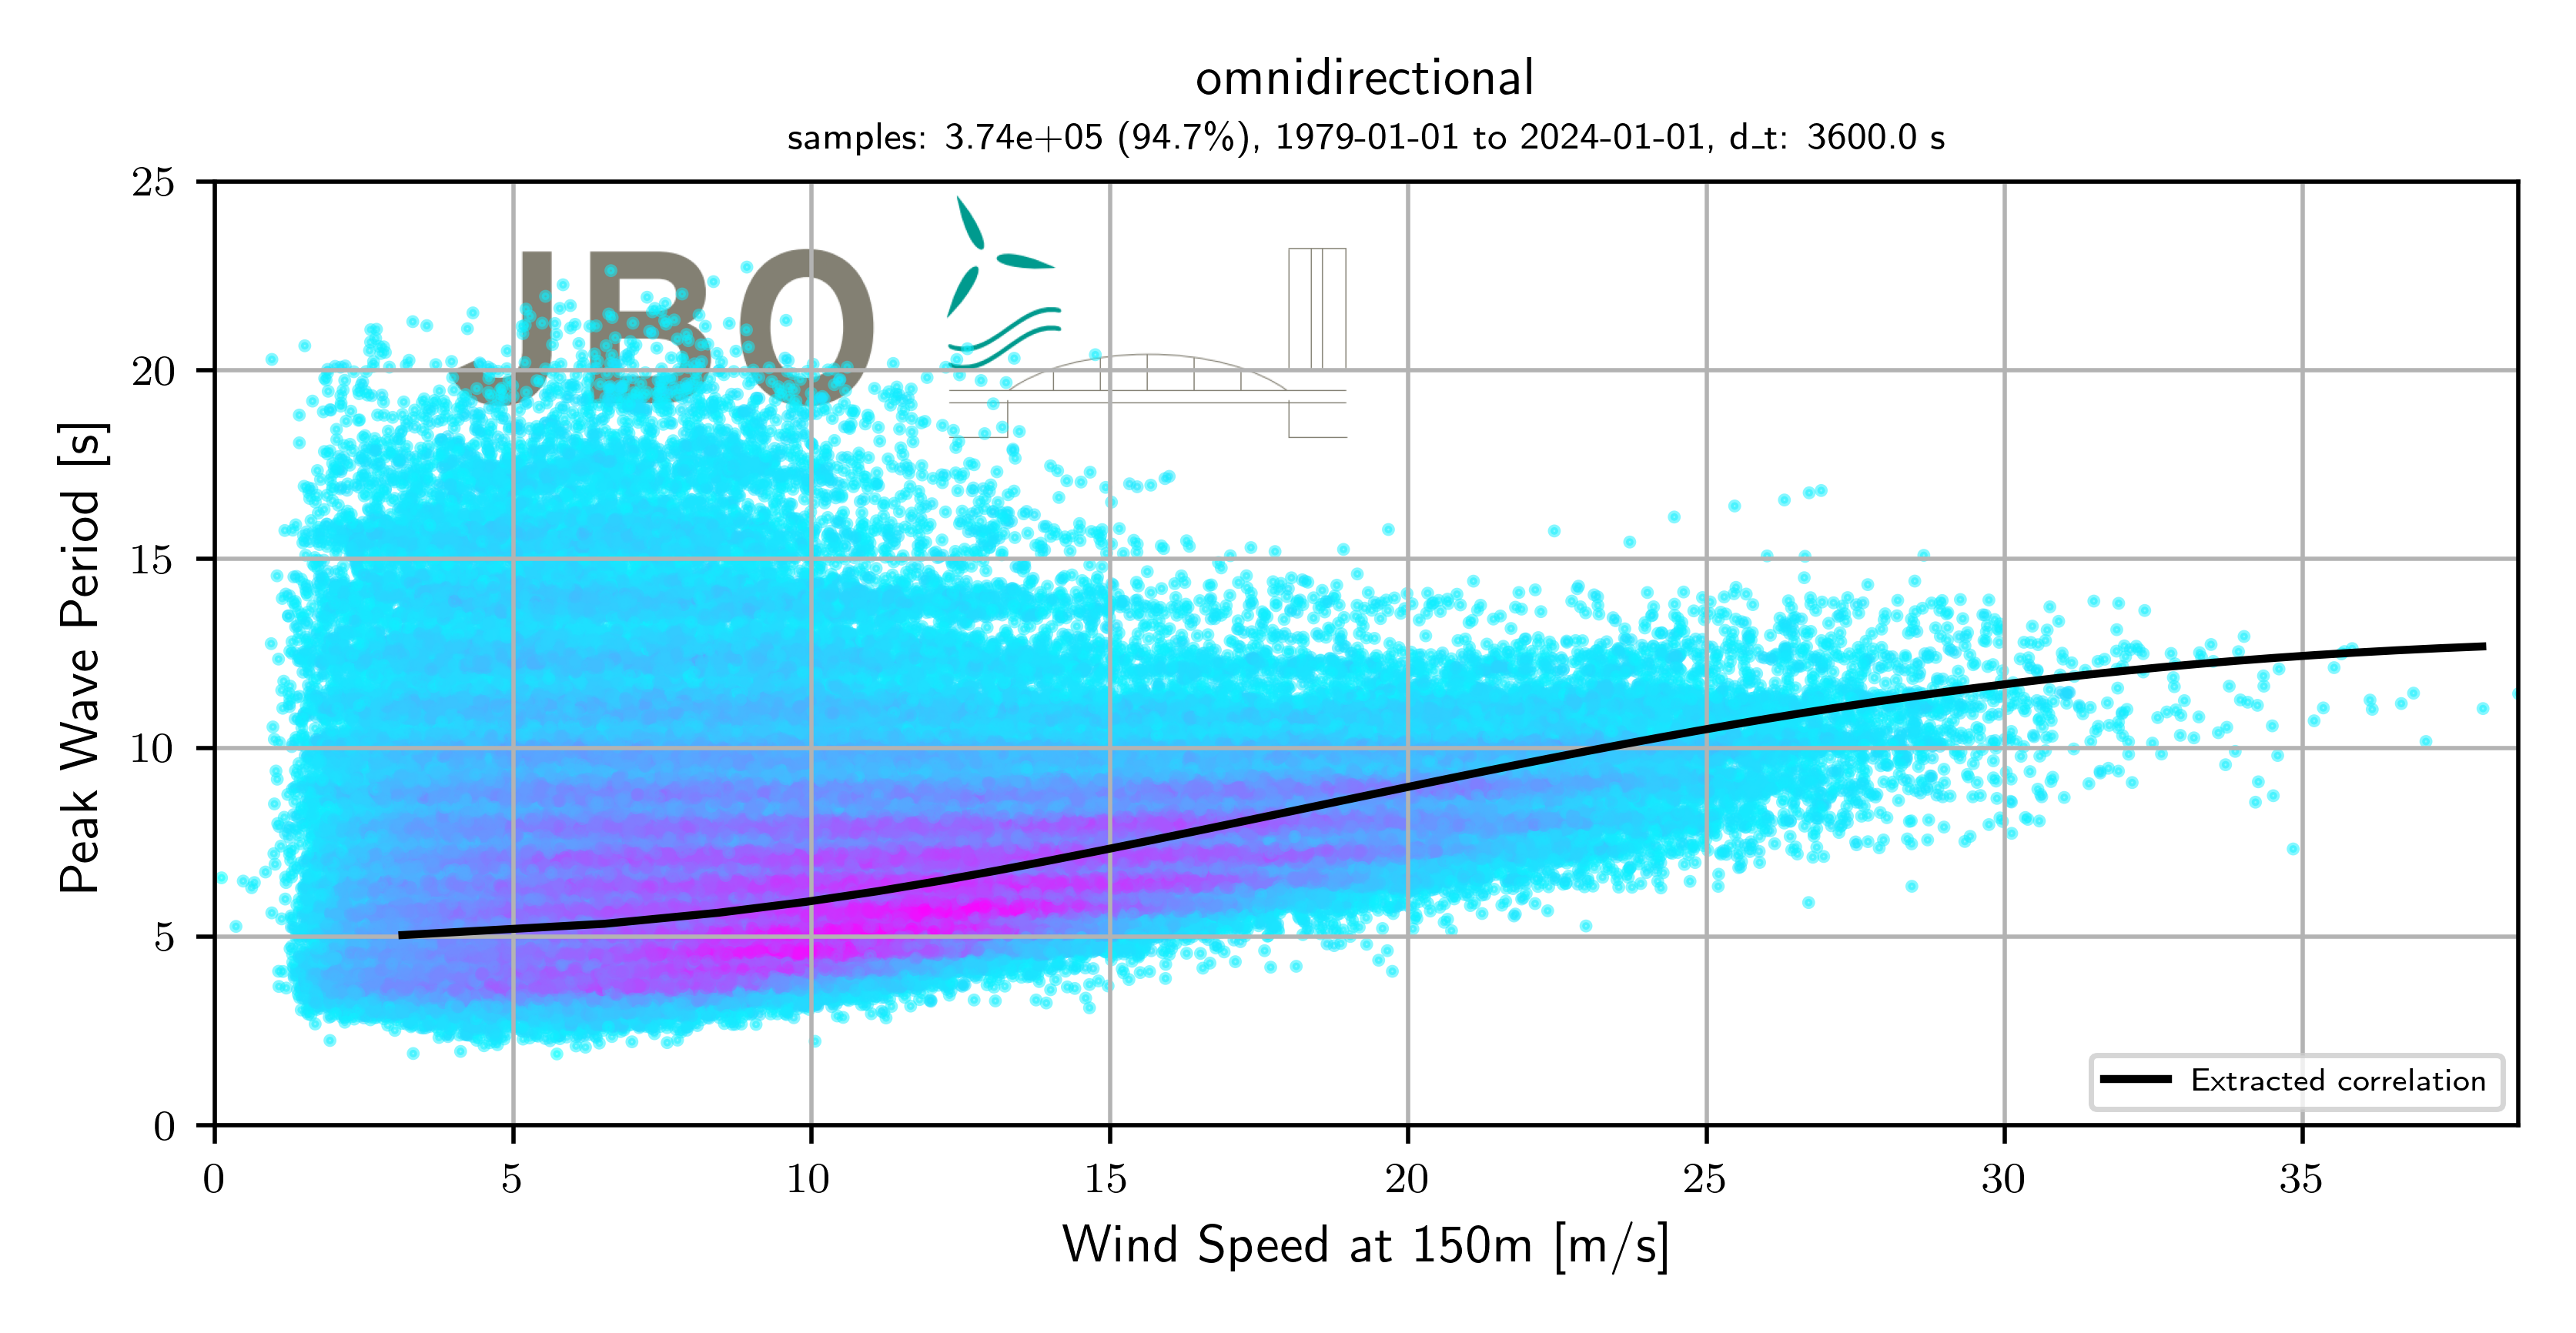 omnidirectional
samples: 3.74e+05 (94.7%), 1979-01-01 to 2024-01-01, d_t: 3600.0 s
JBO
25
20
15
10
5
0
Peak Wave Period [s]
0 5 10 15 20 25 30 35
Wind Speed at 150m [m/s]
Extracted correlation